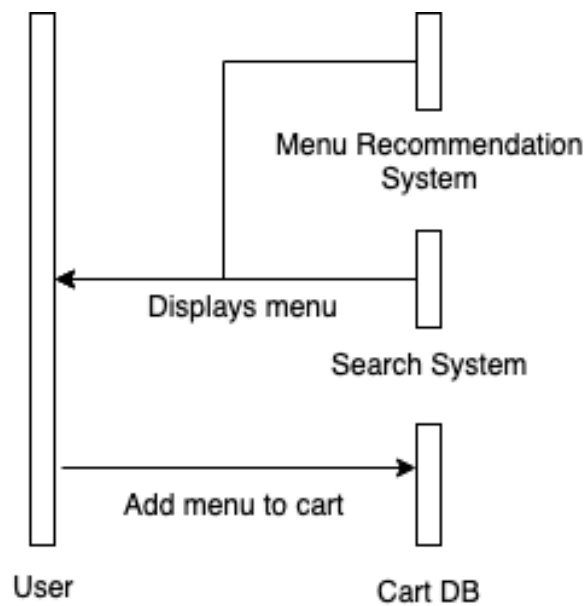 Menu Recommendation
System
Displays menu
Search System
Add menu to cart
User
Cart DB